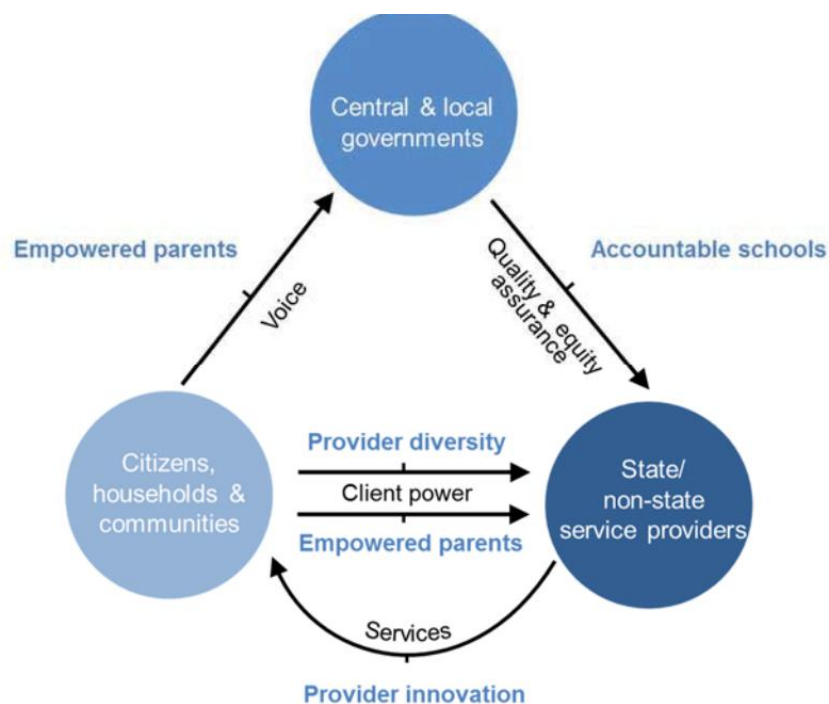 Central & local
governments
Empowered parents
Voice
Quality & equity
assurance
Accountable schools
Citizens,
households &
communities
Provider diversity
Client power
Empowered parents
State/
non-state
service providers
Services
Provider innovation